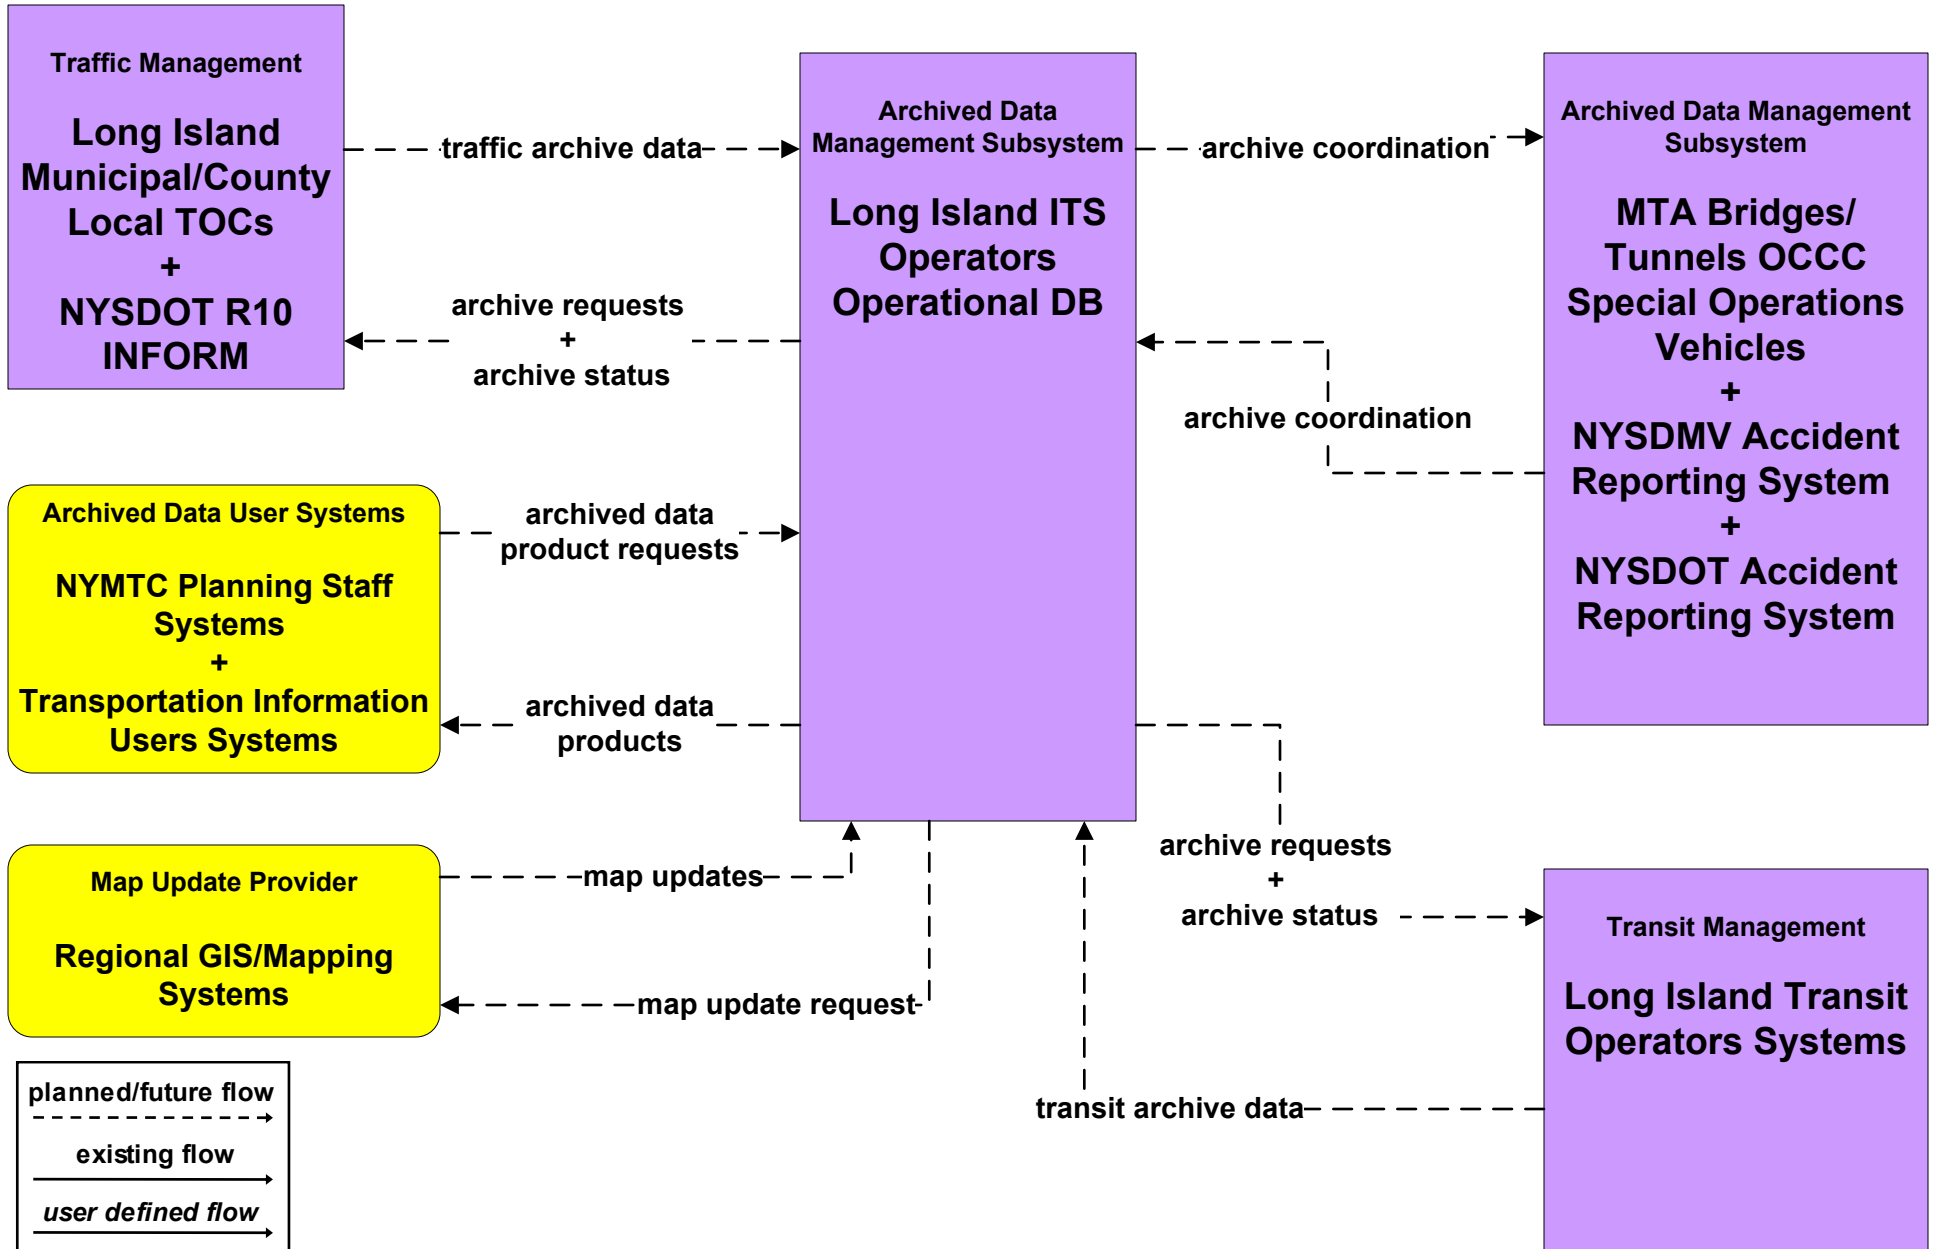 Traffic Management
Long Island
Municipal/County
Local TOCs
+
NYSDOT R10
INFORM
traffic archive data
archive requests
+
archive status
Archived Data
Management Subsystem
Long Island ITS
Operators
Operational DB
archive coordination
archive coordination
Archived Data Management
Subsystem
MTA Bridges/
Tunnels OCCC
Special Operations
Vehicles
+
NYSDMV Accident
Reporting System
+
NYSDOT Accident
Reporting System
Archived Data User Systems
NYMTC Planning Staff
Systems
+
Transportation Information
Users Systems
archived data
product requests
archived data
products
Map Update Provider
Regional GIS/Mapping
Systems
map updates
map update request
archive requests
+
archive status
transit archive data
Transit Management
Long Island Transit
Operators Systems
planned/future flow
existing flow
user defined flow